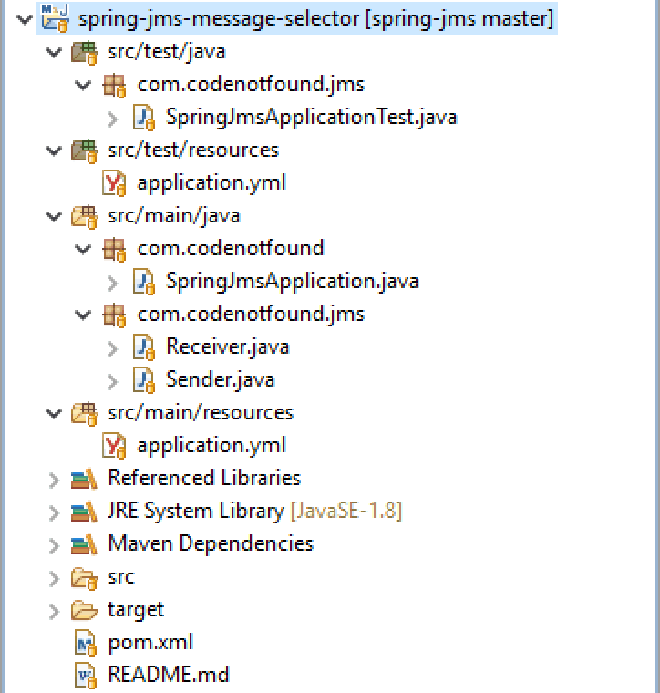 spring-jms-message-selector [spring-jms master]
src/test/java
com.codenotfound.jms
SpringJmsApplicationTest.java
src/test/resources
application.yml
src/main/java
com.codenotfound
SpringJmsApplication.java
com.codenotfound.jms
Receiver.java
Sender.java
src/main/resources
application.yml
Referenced Libraries
JRE System Library [JavaSE-1.8]
Maven Dependencies
src
target
pom.xml
README.md